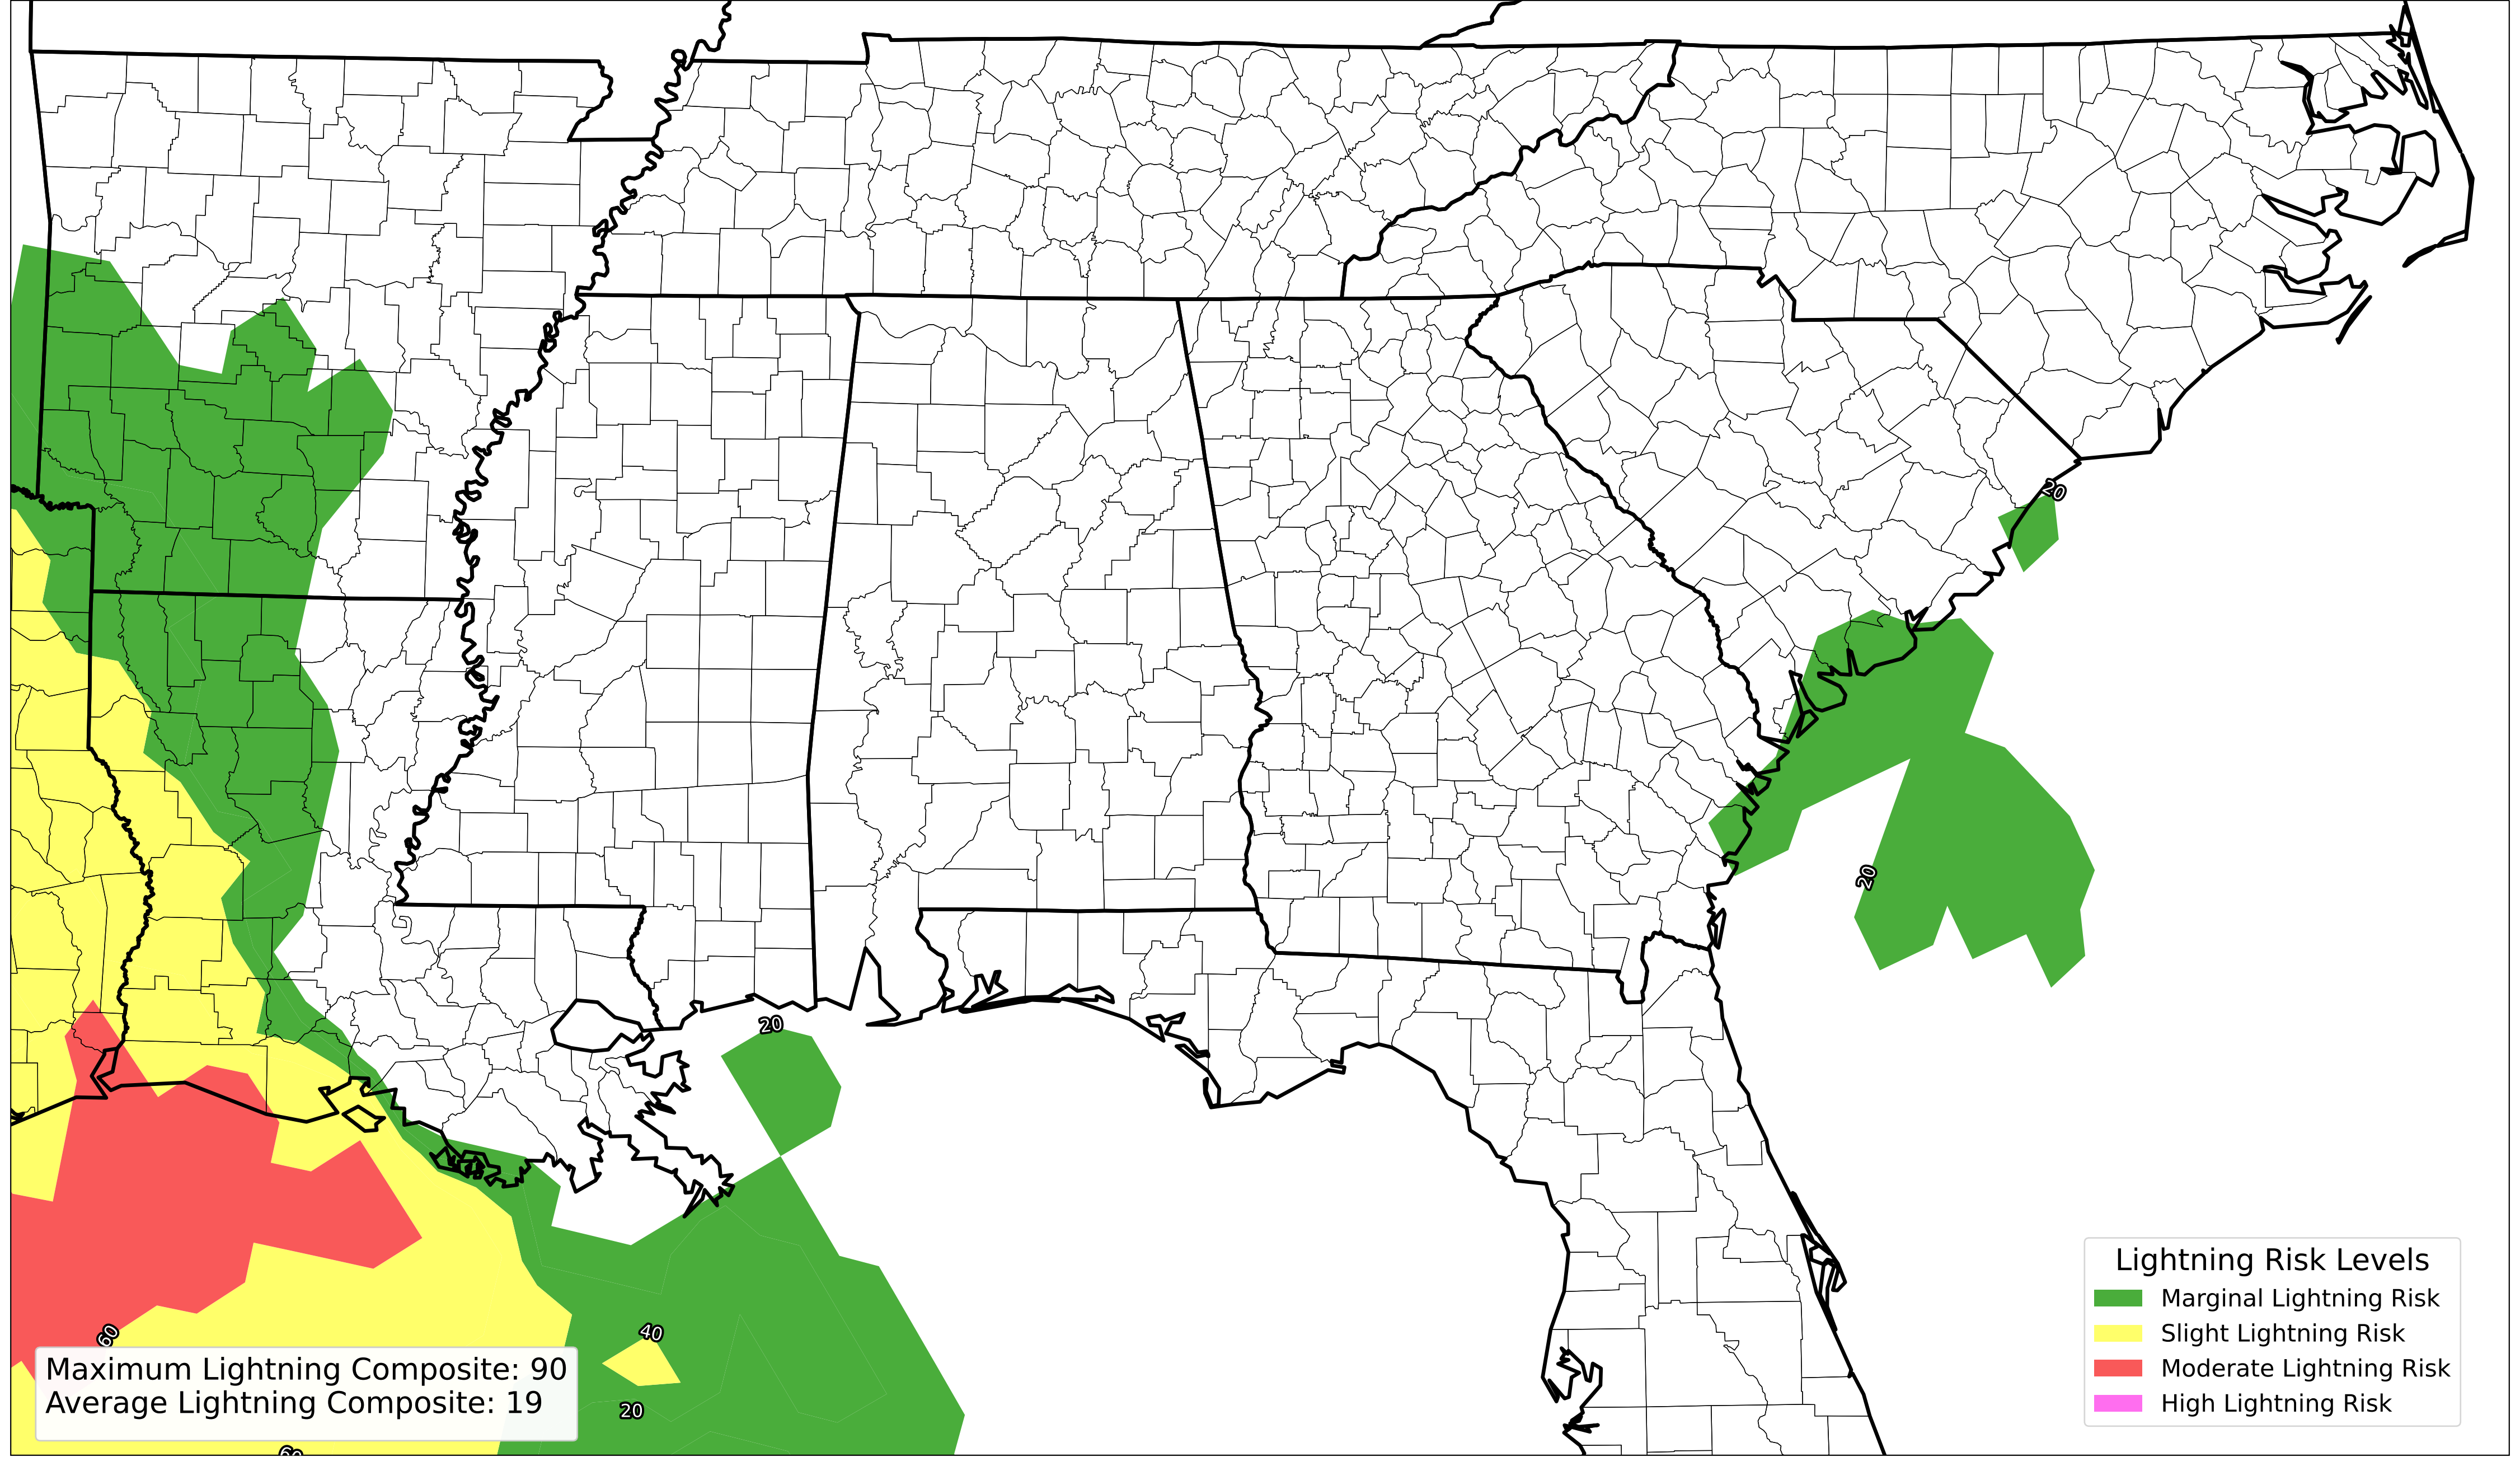 20
20
20
60
40
20
60
Maximum Lightning Composite: 90
Average Lightning Composite: 19
Lightning Risk Levels
Marginal Lightning Risk
Slight Lightning Risk
Moderate Lightning Risk
High Lightning Risk